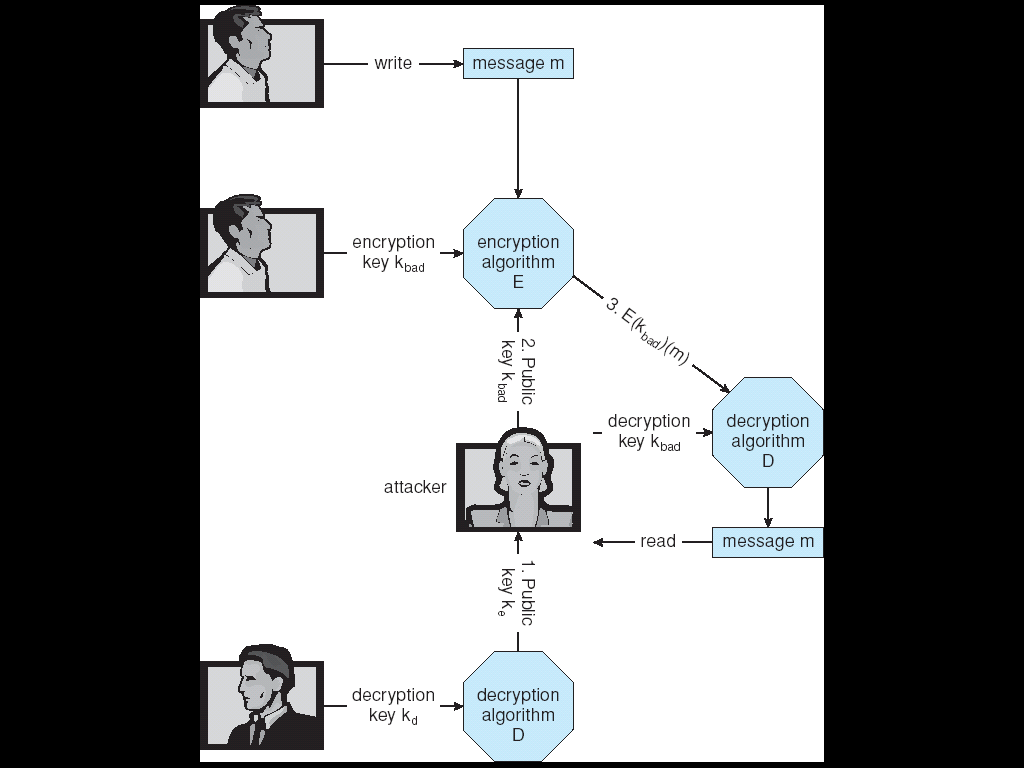 write
message m
encryption
key k_bad
encryption
algorithm
E
3. E(k_bad)(m)
2. Public
key k_bad
decryption
key k_bad
decryption
algorithm
D
attacker
read
message m
1. Public
key k_e
decryption
key k_d
decryption
algorithm
D